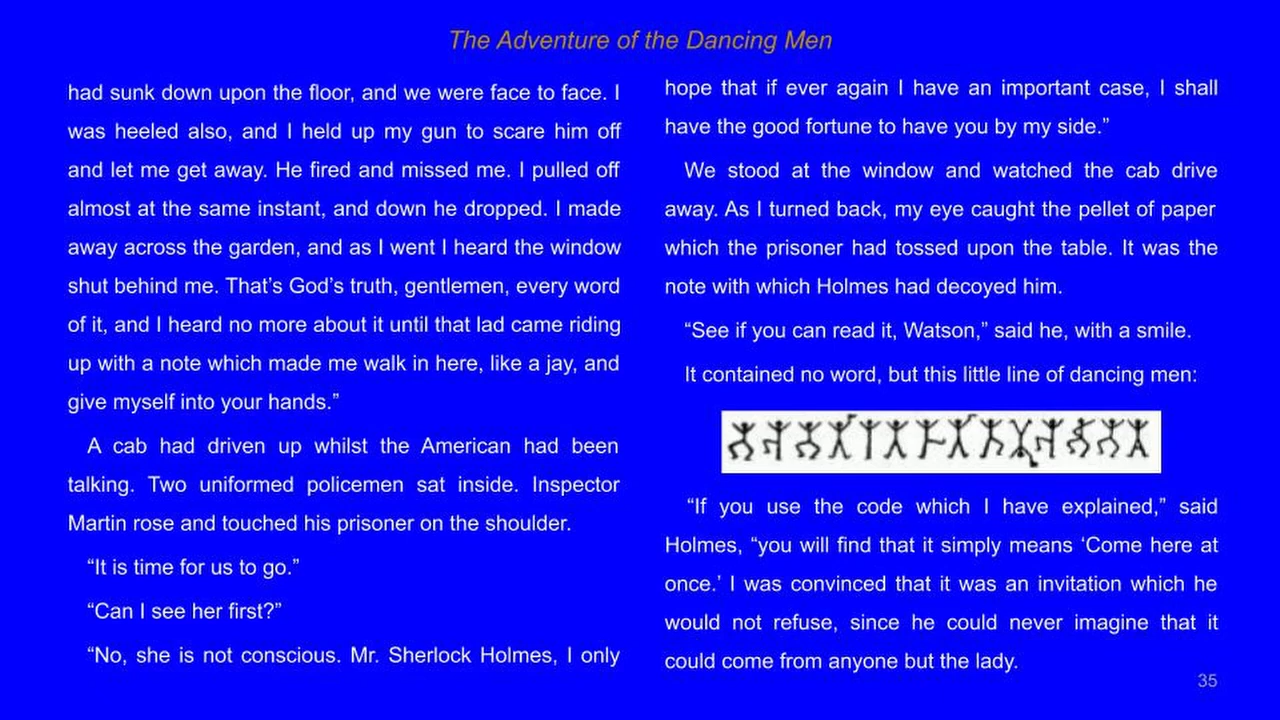 The Adventure of the Dancing Men
had sunk down upon the floor, and we were face to face. I
was heeled also, and I held up my gun to scare him off
and let me get away. He fired and missed me. I pulled off
almost at the same instant, and down he dropped. I made
away across the garden, and as I went I heard the window
shut behind me. That’s God’s truth, gentlemen, every word
of it, and I heard no more about it until that lad came riding
up with a note which made me walk in here, like a jay, and
give myself into your hands.”
A cab had driven up whilst the American had been
talking. Two uniformed policemen sat inside. Inspector
Martin rose and touched his prisoner on the shoulder.
“It is time for us to go.”
“Can I see her first?”
“No, she is not conscious. Mr. Sherlock Holmes, I only
hope that if ever again I have an important case, I shall
have the good fortune to have you by my side.”
We stood at the window and watched the cab drive
away. As I turned back, my eye caught the pellet of paper
which the prisoner had tossed upon the table. It was the
note with which Holmes had decoyed him.
“See if you can read it, Watson,” said he, with a smile.
It contained no word, but this little line of dancing men:
“If you use the code which I have explained,” said
Holmes, “you will find that it simply means ‘Come here at
once.’ I was convinced that it was an invitation which he
would not refuse, since he could never imagine that it
could come from anyone but the lady.
35